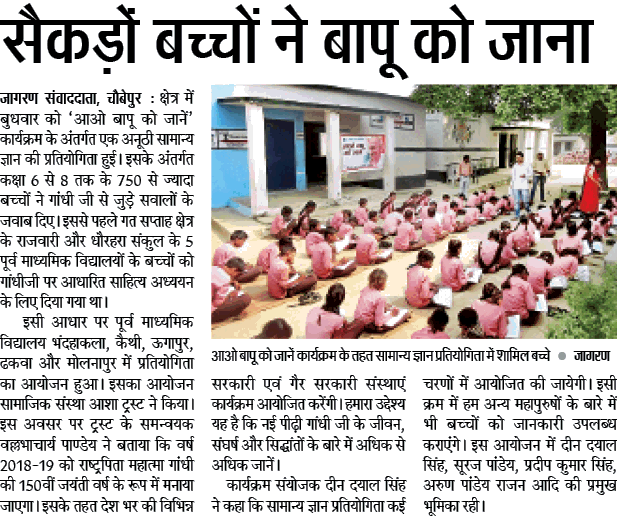 सैकड़ों बच्चों ने बापू को जाना
जागरण संवाददाता, चौबेपुर : क्षेत्र में
बुधवार को ‘आओ बापू को जानें’
कार्यक्रम के अंतर्गत एक अनूठी सामान्य
ज्ञान की प्रतियोगिता हुई। इसके अंतर्गत
कक्षा 6 से 8 तक के 750 से ज्यादा
बच्चों ने गांधी जी से जुड़े सवालों के
जवाब दिए। इससे पहले गत सप्ताह क्षेत्र
के राजवारी और धौरहरा संकुल के 5
पूर्व माध्यमिक विद्यालयों के बच्चों को
गांधीजी पर आधारित साहित्य अध्ययन
के लिए दिया गया था।
इसी आधार पर पूर्व माध्यमिक
विद्यालय भंदहाकला, कैथी, ऊगापुर,
ढकवा और मोलनापुर में प्रतियोगिता
का आयोजन हुआ। इसका आयोजन
सामाजिक संस्था आशा ट्रस्ट ने किया।
इस अवसर पर ट्रस्ट के समन्वयक
वल्लभाचार्य पाण्डेय ने बताया कि वर्ष
2018-19 को राष्ट्रपिता महात्मा गांधी
की 150वीं जयंती वर्ष के रूप में मनाया
जाएगा। इसके तहत देश भर की विभिन्न
आओ बापू को जानें कार्यक्रम के तहत सामान्य ज्ञान प्रतियोगिता में शामिल बच्चे ● जागरण
सरकारी एवं गैर सरकारी संस्थाएं
कार्यक्रम आयोजित करेंगी। हमारा उद्देश्य
यह है कि नई पीढ़ी गांधी जी के जीवन,
संघर्ष और सिद्धांतों के बारे में अधिक से
अधिक जानें।
कार्यक्रम संयोजक दीन दयाल सिंह
ने कहा कि सामान्य ज्ञान प्रतियोगिता कई
चरणों में आयोजित की जायेगी। इसी
क्रम में हम अन्य महापुरुषों के बारे में
भी बच्चों को जानकारी उपलब्ध
कराएंगे। इस आयोजन में दीन दयाल
सिंह, सूरज पांडेय, प्रदीप कुमार सिंह,
अरुण पांडेय राजन आदि की प्रमुख
भूमिका रही।